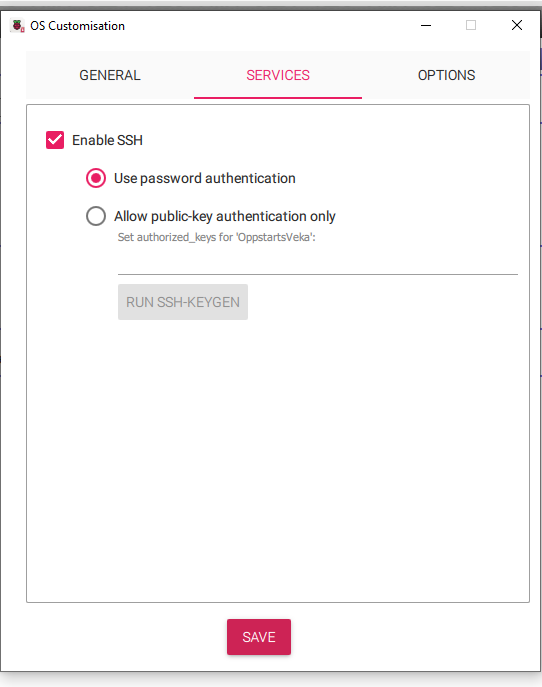 OS Customisation
GENERAL SERVICES OPTIONS
Enable SSH
Use password authentication
Allow public-key authentication only
Set authorized_keys for 'OppstartsVeka':
RUN SSH-KEYGEN
SAVE